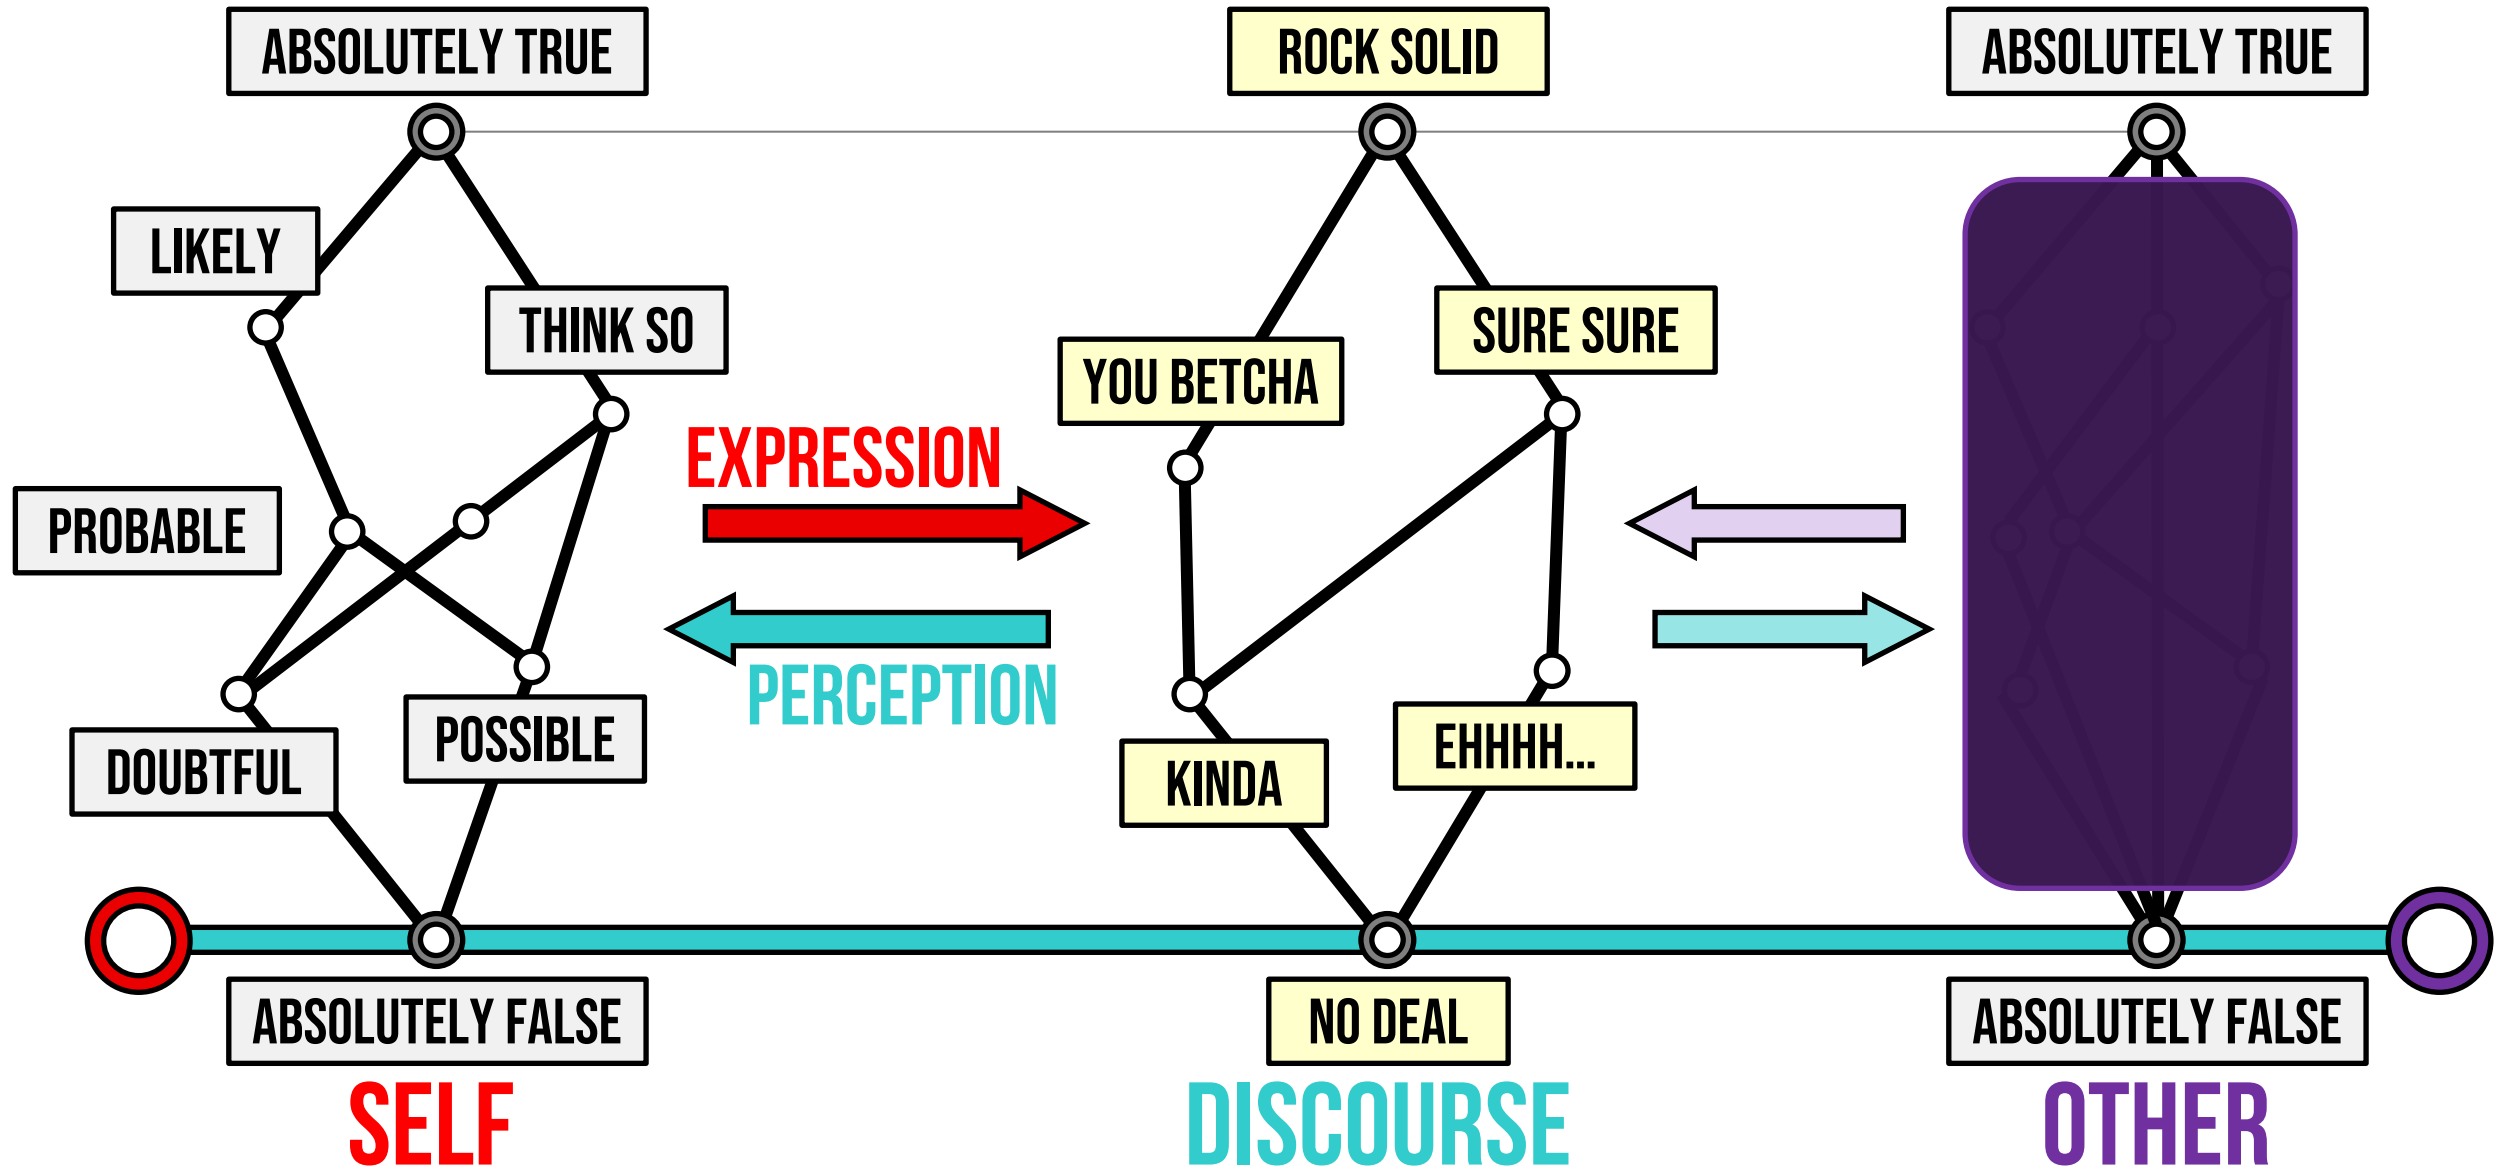 ABSOLUTELY TRUE
ROCK SOLID
ABSOLUTELY TRUE
LIKELY
THINK SO
SURE SURE
YOU BETCHA
EXPRESSION
PROBABLE
PERCEPTION
POSSIBLE
EHHHHH...
DOUBTFUL
KINDA
ABSOLUTELY FALSE
NO DEAL
ABSOLUTELY FALSE
SELF
DISCOURSE
OTHER